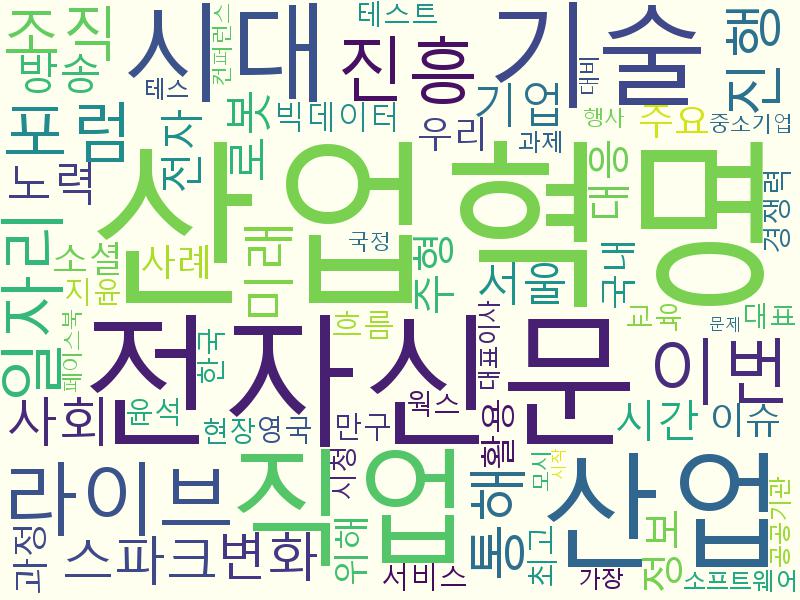 조직
시대
컨퍼런스
테스트
진흥
기술
대비
진행
방송
테스
포럼
전자
로봇
빅데이터
우리
기업
과제
행사
주요
중소기업
노력
산업혁명
대응
경쟁력
일자리
소셜
사례
미래
국정
주형
서울
국내
지윤
페이스북
전자신문
한국
아름
대표이사
교육
문제
대표
이번
사회
윤석
현장
영국
만구
웍스
활용
시간
이슈
라이브
직업
시청
통해
모시
시작
산업
공공기관
과정
스파크
변화
위해
서비스
최고
가장
정보
소프트웨어